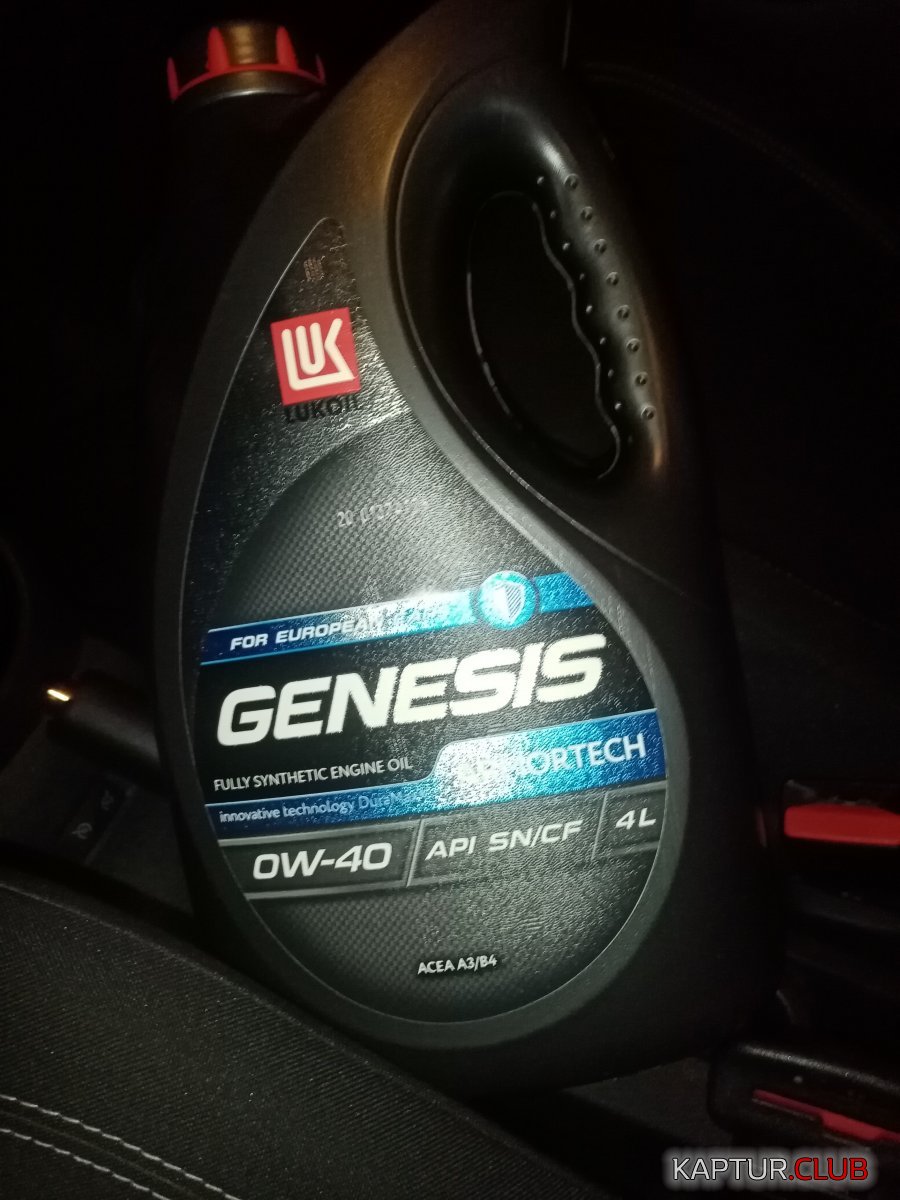 LUK
LUKOIL
FOR EUROPEAN
GENESIS
ARMORTECH
FULLY SYNTHETIC ENGINE OIL
innovative technology
0W-40
API SN/CF
4L
ACEA A3/B4
KAPTUR.CLUB